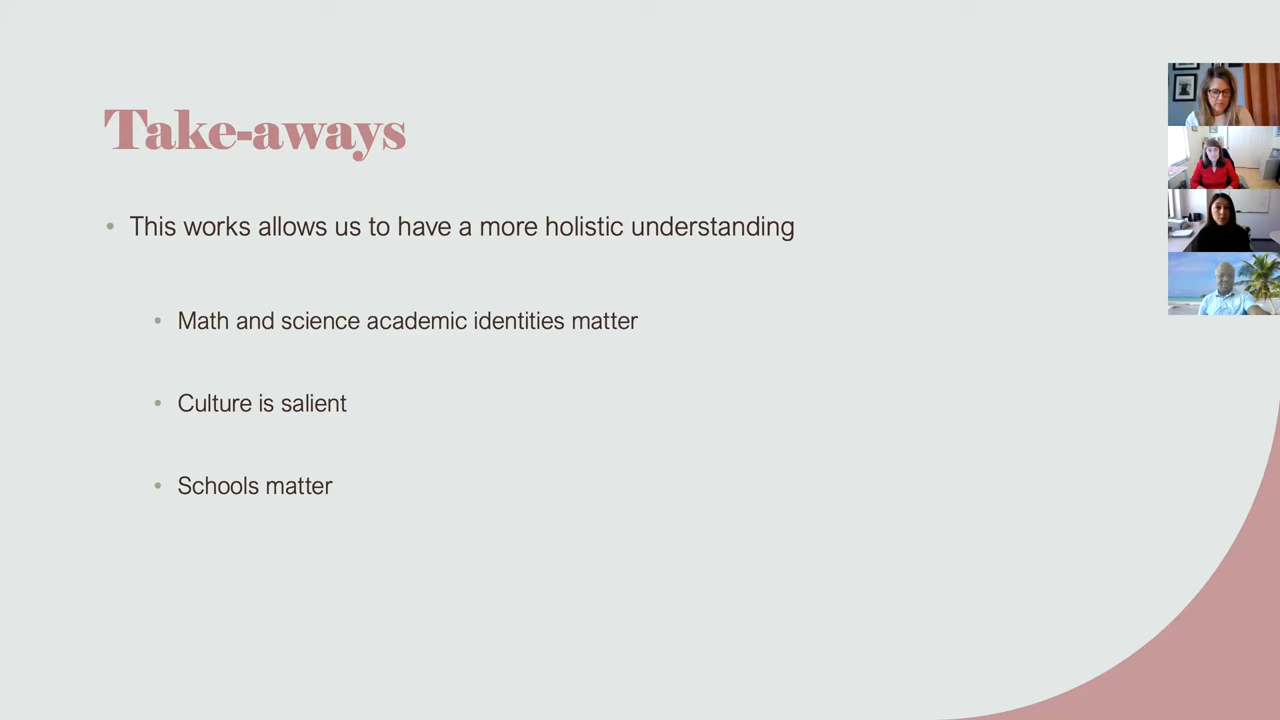 Take-aways
• This works allows us to have a more holistic understanding
• Math and science academic identities matter
• Culture is salient
• Schools matter